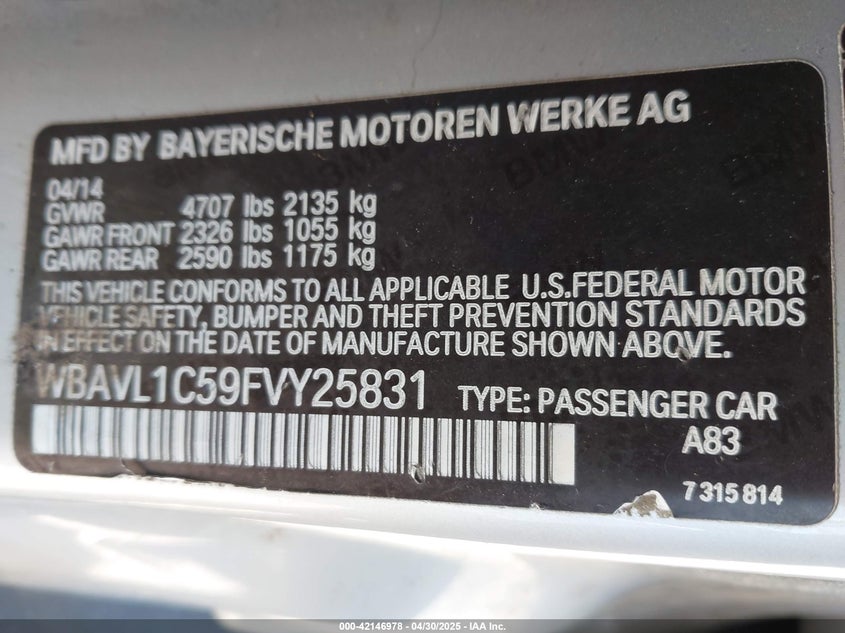 MFD BY BAYERISCHE MOTOREN WERKE AG
04/14
GVWR 4707 lbs 2135 kg
GAWR FRONT 2326 lbs 1055 kg
GAWR REAR 2590 lbs 1175 kg
THIS VEHICLE CONFORMS TO ALL APPLICABLE U.S.FEDERAL MOTOR
VEHICLE SAFETY, BUMPER AND THEFT PREVENTION STANDARDS
IN EFFECT ON THE DATE OF MANUFACTURE SHOWN ABOVE.
WBAVL1C59FVY25831 TYPE: PASSENGER CAR
A83
7 315 814
000-42146978 | 04/30/2025 - IAA Inc.